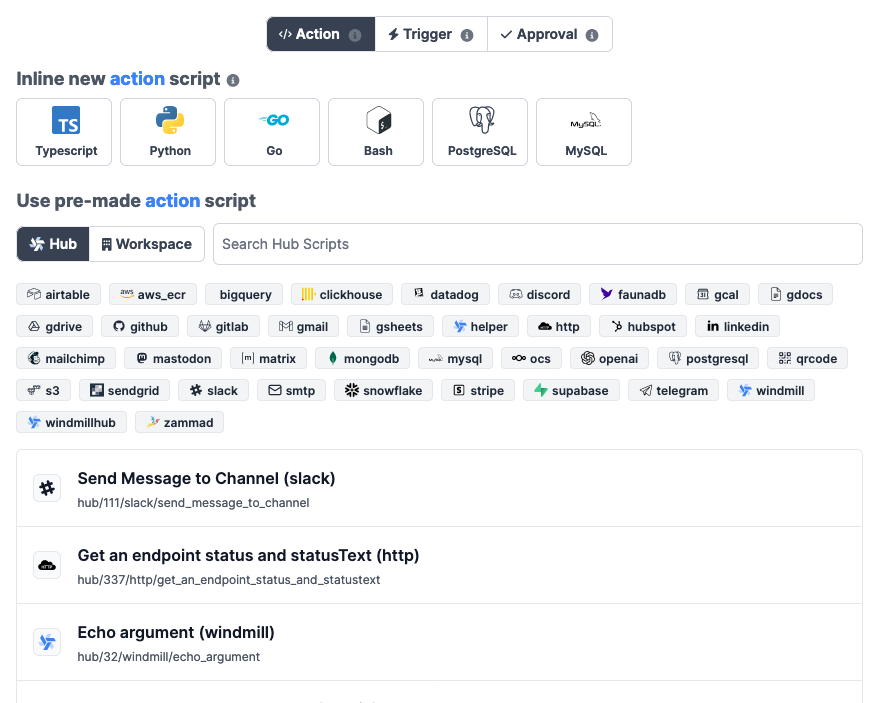 </> Action Trigger Approval
Inline new action script
TS GO MySQL
Typescript Python Go Bash PostgreSQL MySQL
Use pre-made action script
Hub Workspace Search Hub Scripts
airtable aws aws_ecr bigquery clickhouse datadog discord faunadb 31 gcal gdocs
gdrive github gitlab gmail gsheets helper http hubspot in linkedin
mailchimp mastodon [m] matrix mongodb mysql ocs openai postgresql qrcode
s3 sendgrid slack smtp snowflake S stripe supabase telegram windmill
windmillhub zammad
Send Message to Channel (slack)
hub/111/slack/send_message_to_channel
Get an endpoint status and statusText (http)
HTTP hub/337/http/get_an_endpoint_status_and_statustext
Echo argument (windmill)
hub/32/windmill/echo_argument